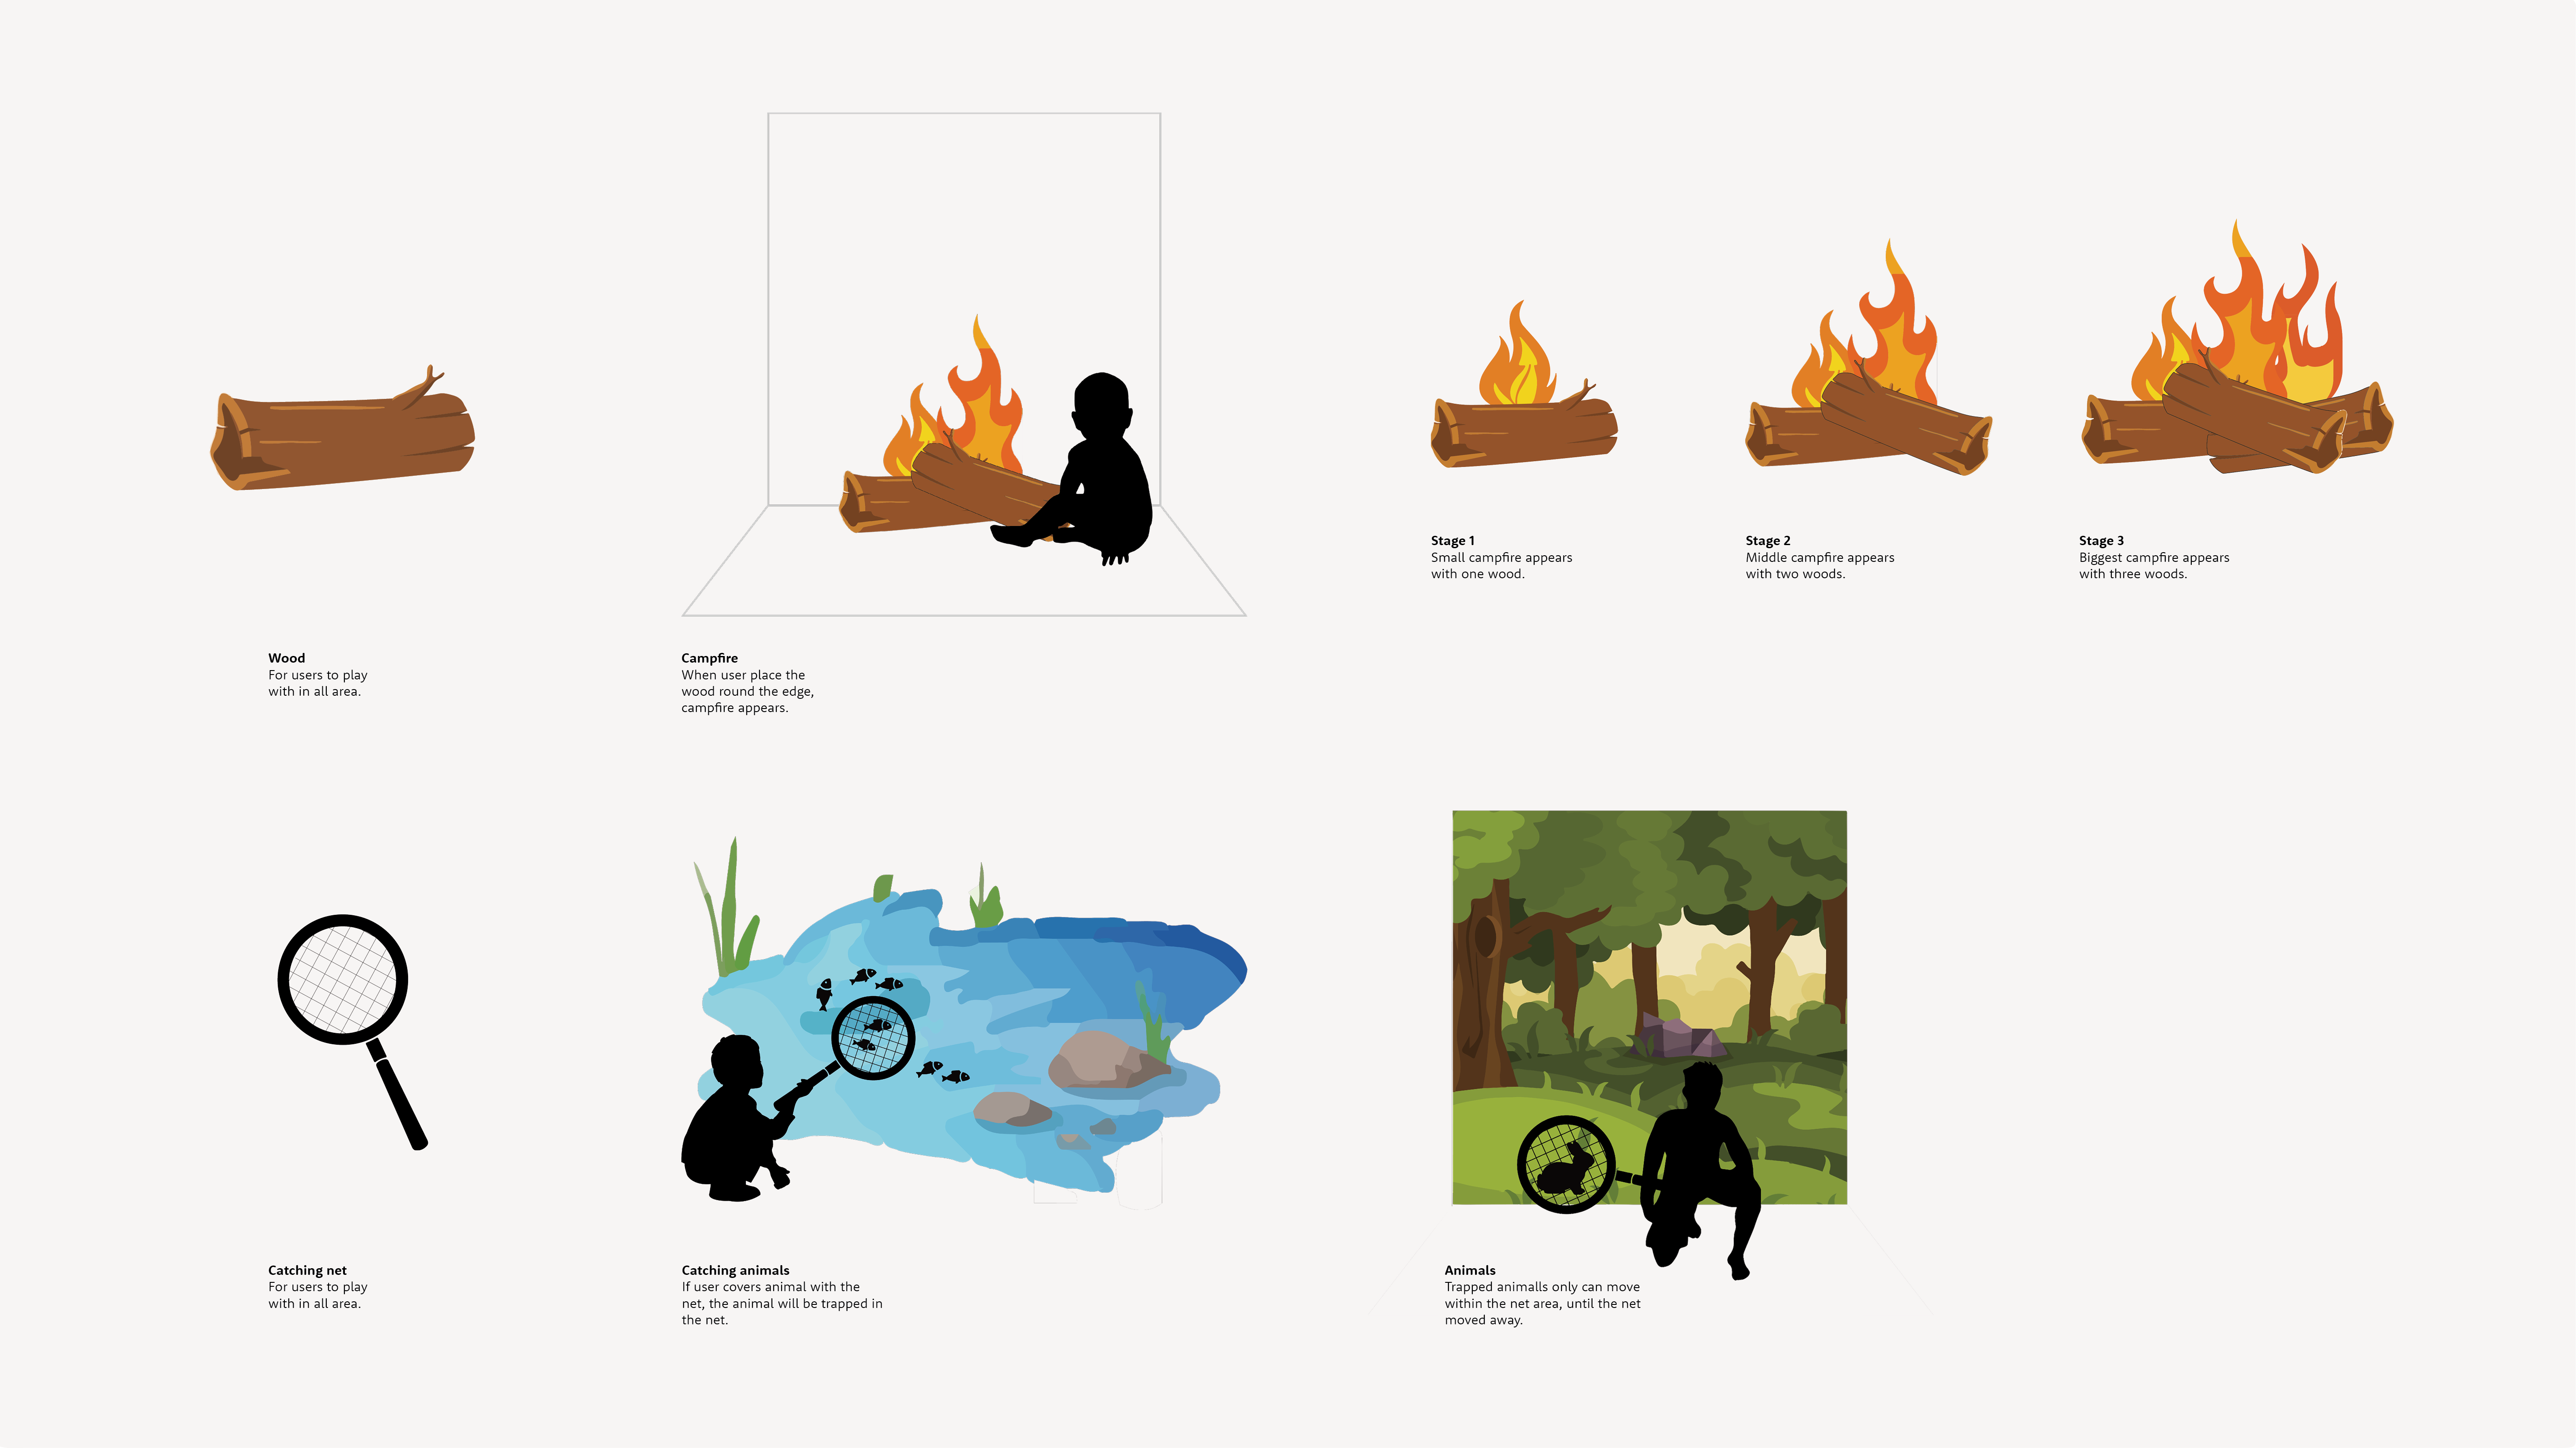 Stage 1
Small campfire appears
with one wood.
Stage 2
Middle campfire appears
with two woods.
Stage 3
Biggest campfire appears
with three woods.
Wood
For users to play
with in all area.
Campfire
When user place the
wood round the edge,
campfire appears.
Catching net
For users to play
with in all area.
Catching animals
If user covers animal with the
net, the animal will be trapped in
the net.
Animals
Trapped animalls only can move
within the net area, until the net
moved away.